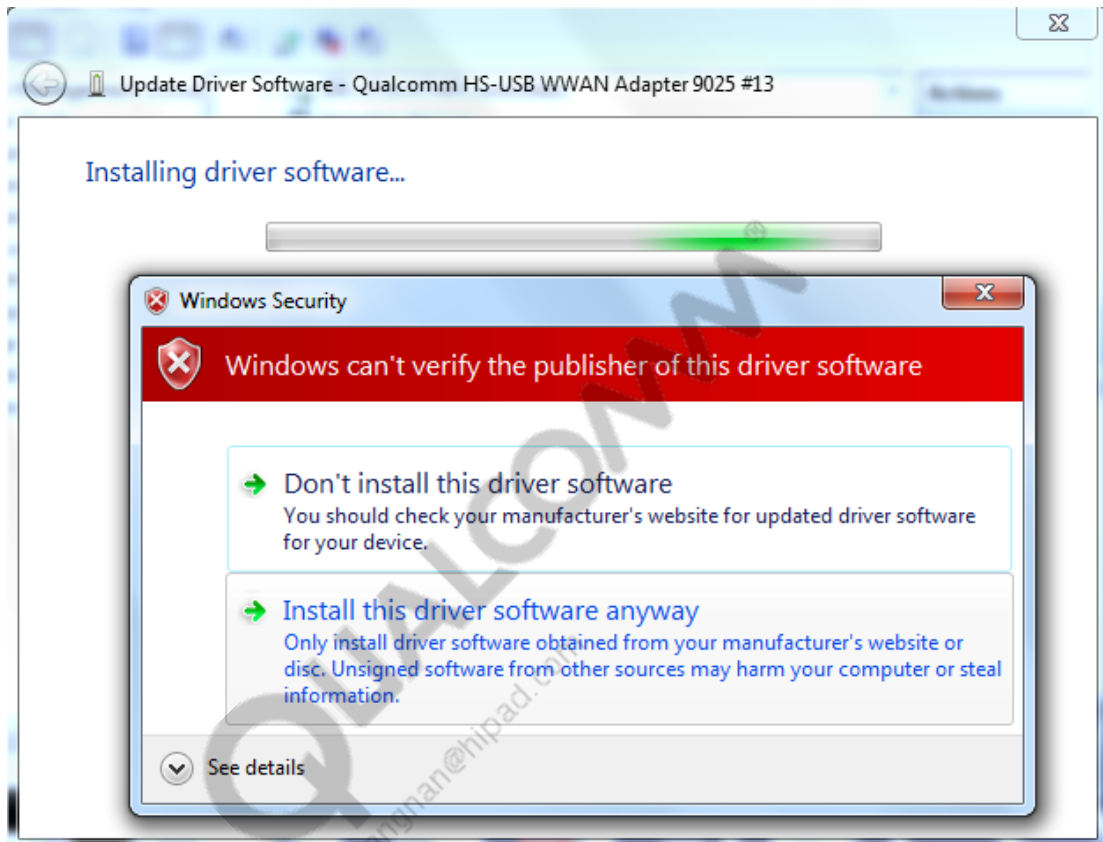 Update Driver Software - Qualcomm HS-USB WWAN Adapter 9025 #13
Installing driver software...
Windows Security
Windows can't verify the publisher of this driver software
Don't install this driver software
You should check your manufacturer's website for updated driver software
for your device.
Install this driver software anyway
Only install driver software obtained from your manufacturer's website or
disc. Unsigned software from other sources may harm your computer or steal
information.
See details
QUALCOMM®